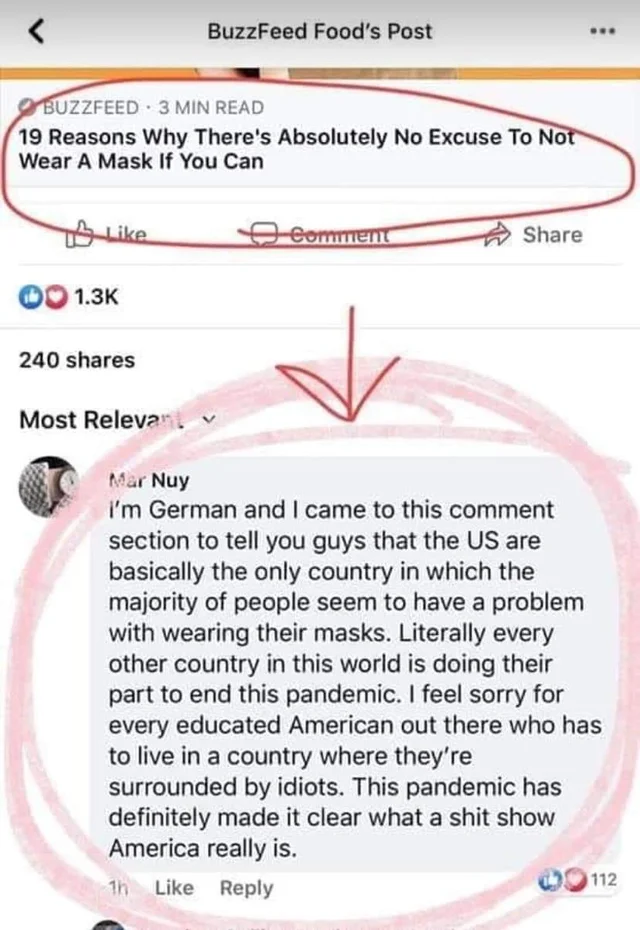 BuzzFeed Food's Post
BUZZFEED · 3 MIN READ
19 Reasons Why There's Absolutely No Excuse To Not
Wear A Mask If You Can
Like Comment Share
1.3K
240 shares
Most Relevant
Mar Nuy
I'm German and I came to this comment
section to tell you guys that the US are
basically the only country in which the
majority of people seem to have a problem
with wearing their masks. Literally every
other country in this world is doing their
part to end this pandemic. I feel sorry for
every educated American out there who has
to live in a country where they're
surrounded by idiots. This pandemic has
definitely made it clear what a shit show
America really is.
1h Like Reply 112